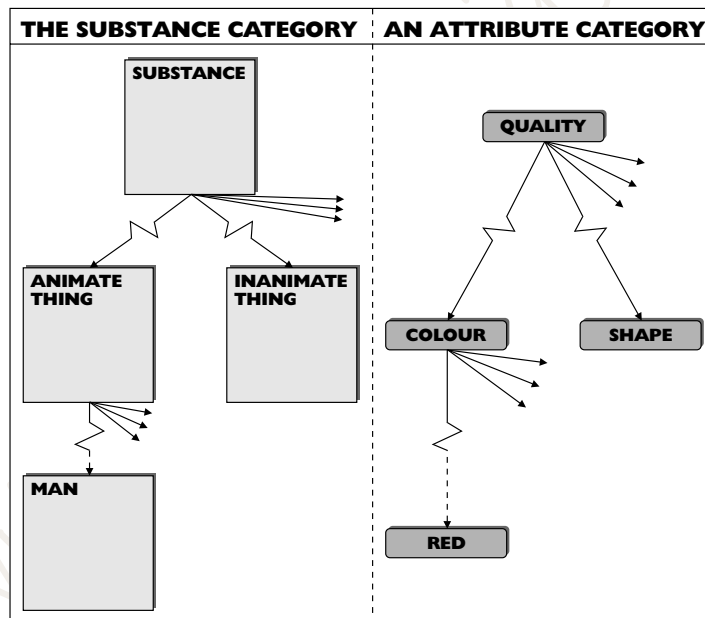 THE SUBSTANCE CATEGORY
AN ATTRIBUTE CATEGORY
SUBSTANCE
QUALITY
ANIMATE
THING
INANIMATE
THING
COLOUR
SHAPE
MAN
RED